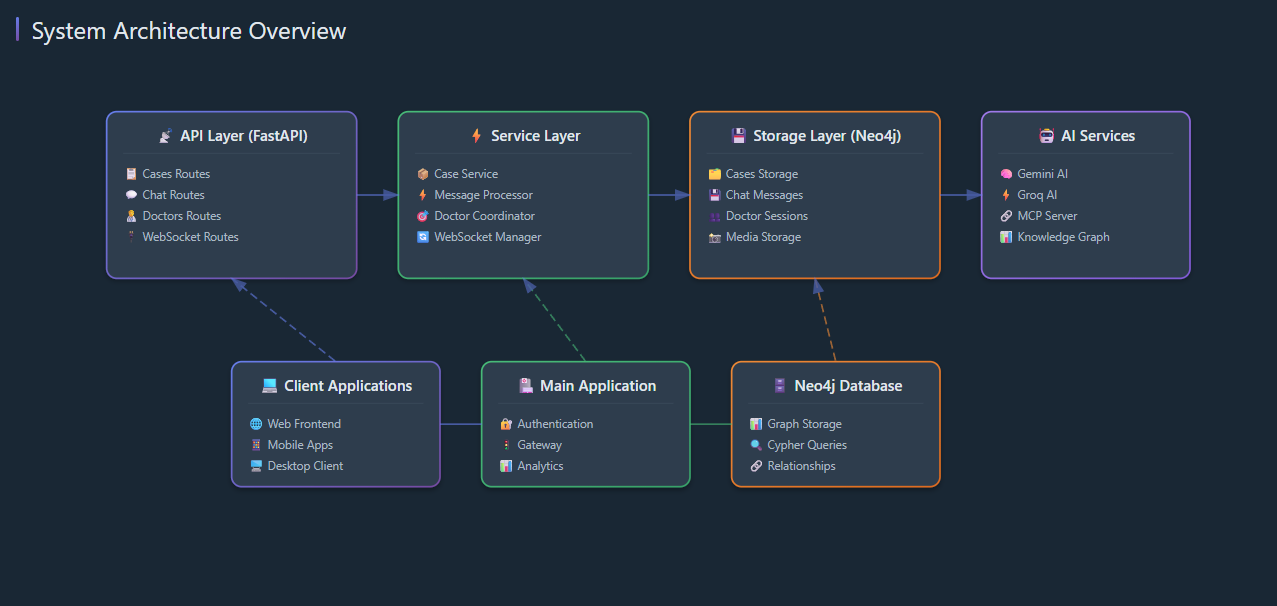 System Architecture Overview
API Layer (FastAPI)
Cases Routes
Chat Routes
Doctors Routes
WebSocket Routes
Service Layer
Case Service
Message Processor
Doctor Coordinator
WebSocket Manager
Storage Layer (Neo4j)
Cases Storage
Chat Messages
Doctor Sessions
Media Storage
AI Services
Gemini AI
Groq AI
MCP Server
Knowledge Graph
Client Applications
Web Frontend
Mobile Apps
Desktop Client
Main Application
Authentication
Gateway
Analytics
Neo4j Database
Graph Storage
Cypher Queries
Relationships